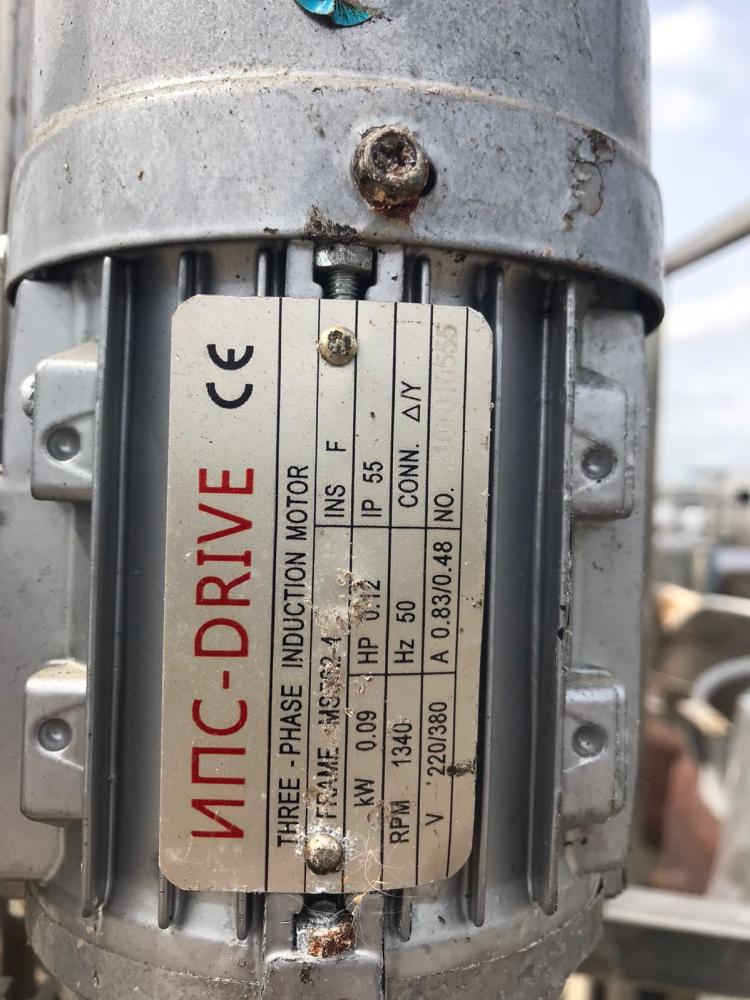 ИПС-DRIVE CE
THREE -PHASE INDUCTION MOTOR
FRAME INS F
kW 0.09 HP 0.12 IP 55
RPM 1340 Hz 50 CONN. Δ/Y
V 220/380 A 0.83/0.48 NO.